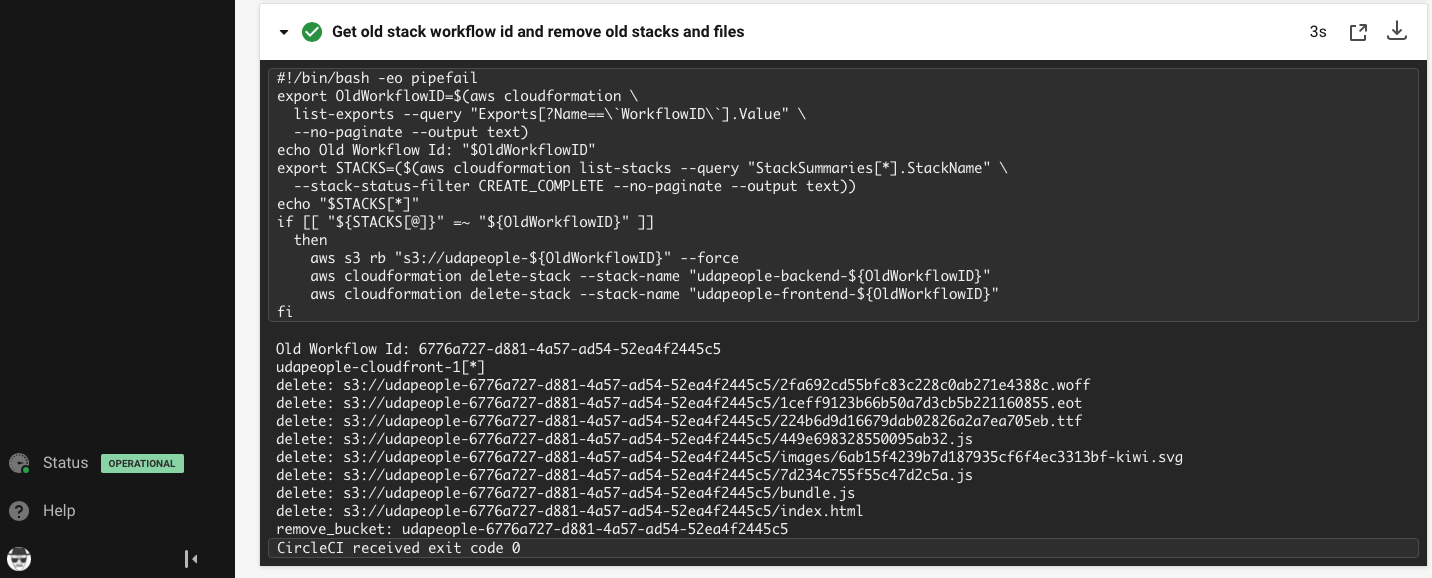 Get old stack workflow id and remove old stacks and files
3s
#!/bin/bash -eo pipefail
export OldWorkflowID=$(aws cloudformation \
  list-exports --query "Exports[?Name==\`WorkflowID\`].Value" \
  --no-paginate --output text)
echo Old Workflow Id: "$OldWorkflowID"
export STACKS=($(aws cloudformation list-stacks --query "StackSummaries[*].StackName" \
  --stack-status-filter CREATE_COMPLETE --no-paginate --output text))
echo "$STACKS[*]"
if [[ "${STACKS[@]}" =~ "${OldWorkflowID}" ]]
  then
    aws s3 rb "s3://udapeople-${OldWorkflowID}" --force
    aws cloudformation delete-stack --stack-name "udapeople-backend-${OldWorkflowID}"
    aws cloudformation delete-stack --stack-name "udapeople-frontend-${OldWorkflowID}"
fi
Old Workflow Id: 6776a727-d881-4a57-ad54-52ea4f2445c5
udapeople-cloudfront-1[*]
delete: s3://udapeople-6776a727-d881-4a57-ad54-52ea4f2445c5/2fa692cd55bfc83c228c0ab271e4388c.woff
delete: s3://udapeople-6776a727-d881-4a57-ad54-52ea4f2445c5/1ceff9123b66b50a7d3cb5b221160855.eot
delete: s3://udapeople-6776a727-d881-4a57-ad54-52ea4f2445c5/224b6d9d16679dab02826a2a7ea705eb.ttf
delete: s3://udapeople-6776a727-d881-4a57-ad54-52ea4f2445c5/449e698328550095ab32.js
delete: s3://udapeople-6776a727-d881-4a57-ad54-52ea4f2445c5/images/6ab15f4239b7d187935cf6f4ec3313bf-kiwi.svg
delete: s3://udapeople-6776a727-d881-4a57-ad54-52ea4f2445c5/7d234c755f55c47d2c5a.js
delete: s3://udapeople-6776a727-d881-4a57-ad54-52ea4f2445c5/bundle.js
delete: s3://udapeople-6776a727-d881-4a57-ad54-52ea4f2445c5/index.html
remove_bucket: udapeople-6776a727-d881-4a57-ad54-52ea4f2445c5
CircleCI received exit code 0
Status OPERATIONAL
Help